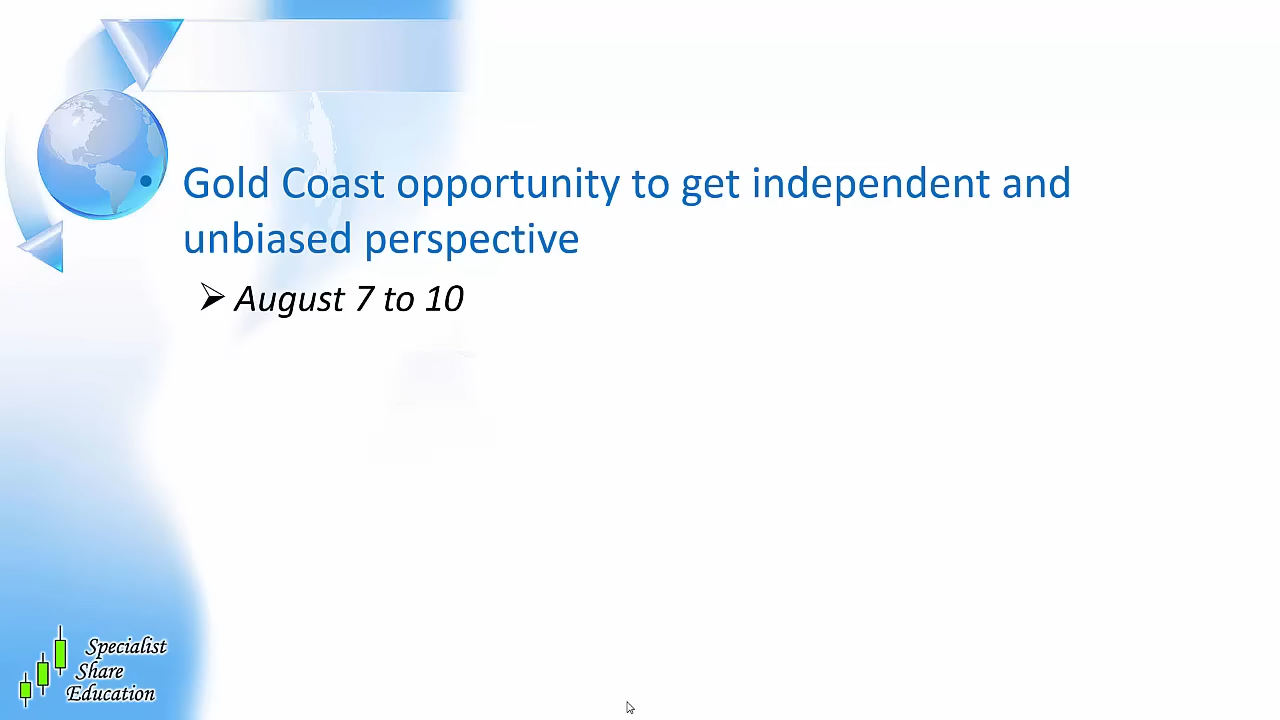 • Gold Coast opportunity to get independent and
unbiased perspective
➢ August 7 to 10
Specialist
Share
Education